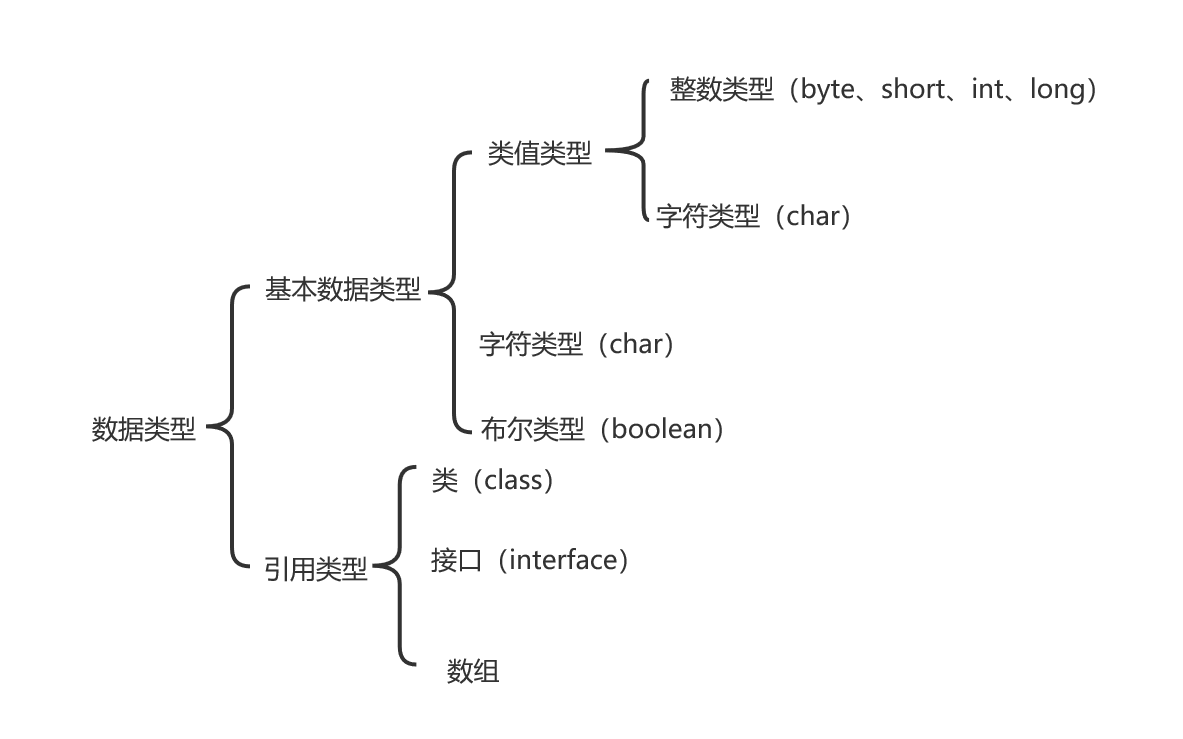 整数类型（byte、short、int、long）
类值类型
字符类型（char）
基本数据类型
字符类型（char）
数据类型
布尔类型（boolean）
类（class）
接口（interface）
引用类型
数组